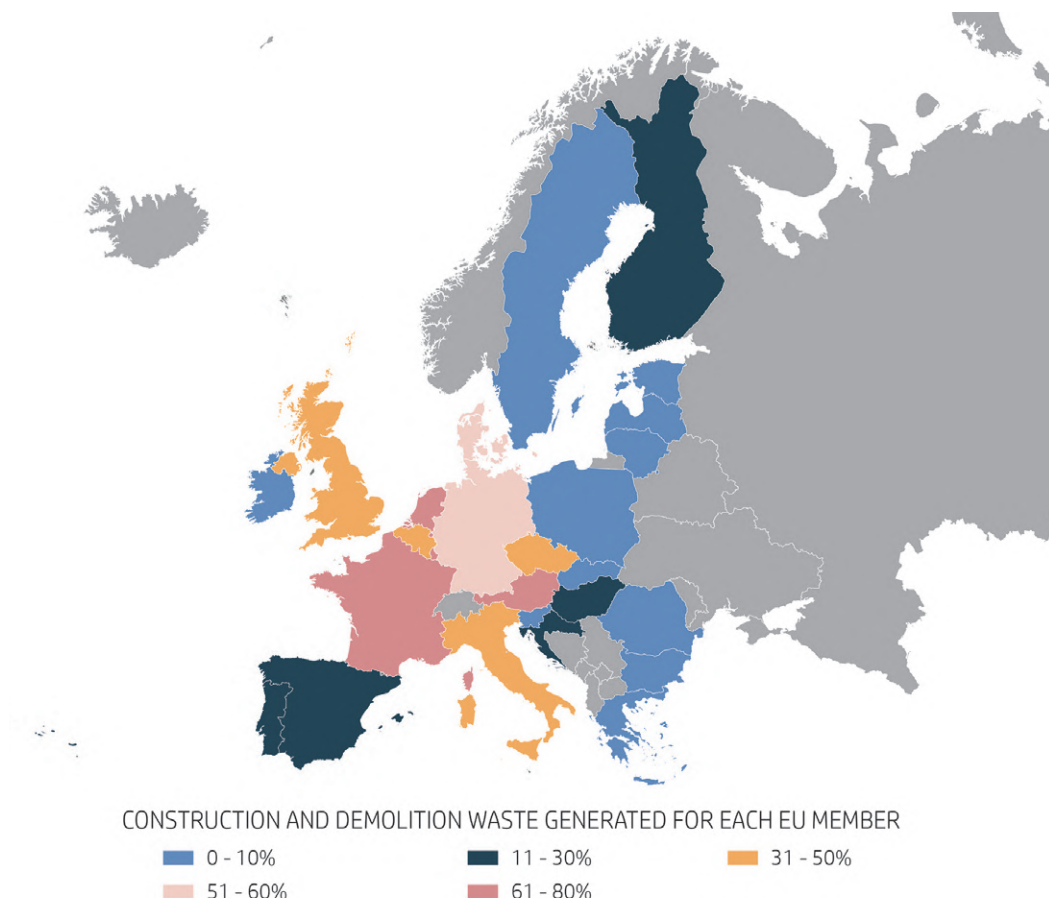 CONSTRUCTION AND DEMOLITION WASTE GENERATED FOR EACH EU MEMBER
0 - 10% 11 - 30% 31 - 50%
51 - 60% 61 - 80%